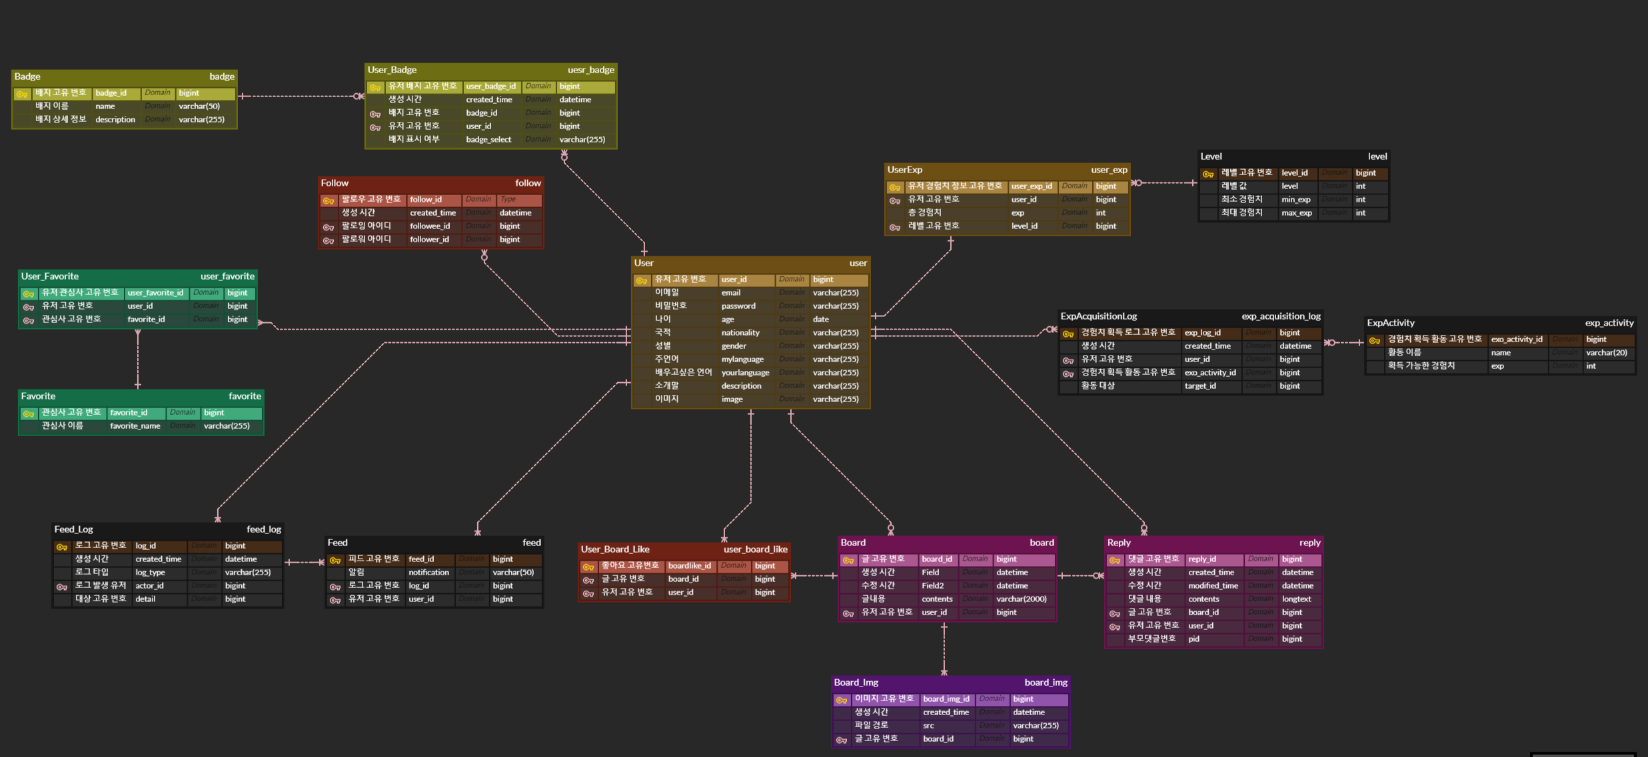 Badge badge
배지 고유 번호 badge_id Domain bigint
배지 이름 name Domain varchar(50)
배지 상세 정보 description Domain varchar(255)
User_Badge uesr_badge
유저 배지 고유 번호 user_badge_id Domain bigint
생성 시간 created_time Domain datetime
배지 고유 번호 badge_id Domain bigint
유저 고유 번호 user_id Domain bigint
배지 표시 여부 badge_select Domain varchar(255)
Follow follow
팔로우 고유 번호 follow_id Domain Type
생성 시간 created_time Domain datetime
팔로잉 아이디 followee_id Domain bigint
팔로워 아이디 follower_id Domain bigint
UserExp user_exp
유저 경험치 정보 고유 번호 user_exp_id Domain bigint
유저 고유 번호 user_id Domain bigint
총 경험치 exp Domain int
레벨 고유 번호 level_id Domain bigint
Level level
레벨 고유 번호 level_id Domain bigint
레벨 값 level Domain int
최소 경험치 min_exp Domain int
최대 경험치 max_exp Domain int
User_Favorite user_favorite
유저 관심사 고유 번호 user_favorite_id Domain bigint
유저 고유 번호 user_id Domain bigint
관심사 고유 번호 favorite_id Domain bigint
User user
유저 고유 번호 user_id Domain bigint
이메일 email Domain varchar(255)
비밀번호 password Domain varchar(255)
나이 age Domain date
국적 nationality Domain varchar(255)
성별 gender Domain varchar(255)
주언어 mylanguage Domain varchar(255)
배우고싶은 언어 yourlanguage Domain varchar(255)
소개말 description Domain varchar(255)
이미지 image Domain varchar(255)
ExpAcquisitionLog exp_acquisition_log
경험치 획득 로그 고유 번호 exp_log_id Domain bigint
생성 시간 created_time Domain datetime
유저 고유 번호 user_id Domain bigint
경험치 획득 활동 고유 번호 exo_activity_id Domain bigint
활동 대상 target_id Domain bigint
ExpActivity exp_activity
경험치 획득 활동 고유 번호 exo_activity_id Domain bigint
활동 이름 name Domain varchar(20)
획득 가능한 경험치 exp Domain int
Favorite favorite
관심사 고유 번호 favorite_id Domain bigint
관심사 이름 favorite_name Domain varchar(255)
Feed_Log feed_log
로그 고유 번호 log_id Domain bigint
생성 시간 created_time Domain datetime
로그 타입 log_type Domain varchar(255)
로그 발생 유저 actor_id Domain bigint
대상 고유 번호 detail Domain bigint
Feed feed
피드 고유 번호 feed_id Domain bigint
알림 notification Domain varchar(50)
로그 고유 번호 log_id Domain bigint
유저 고유 번호 user_id Domain bigint
User_Board_Like user_board_like
좋아요 고유번호 boardlike_id Domain bigint
글 고유 번호 board_id Domain bigint
유저 고유 번호 user_id Domain bigint
Board board
글 고유 번호 board_id Domain bigint
생성 시간 Field Domain datetime
수정 시간 Field2 Domain datetime
글내용 contents Domain varchar(2000)
유저 고유 번호 user_id Domain bigint
Reply reply
댓글 고유 번호 reply_id Domain bigint
생성 시간 created_time Domain datetime
수정 시간 modified_time Domain datetime
댓글 내용 contents Domain longtext
글 고유 번호 board_id Domain bigint
유저 고유 번호 user_id Domain bigint
부모댓글번호 pid Domain bigint
Board_Img board_img
이미지 고유 번호 board_img_id Domain bigint
생성 시간 created_time Domain datetime
파일 경로 src Domain varchar(255)
글 고유 번호 board_id Domain bigint